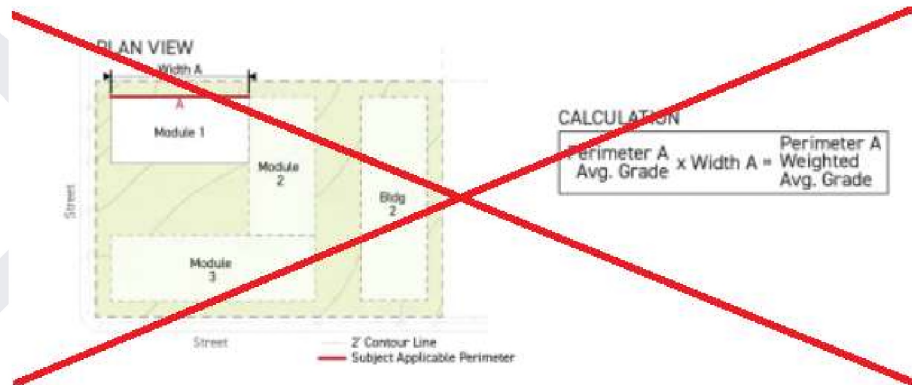 PLAN VIEW
Width A
A
Module 1
Module
2
Bldg
2
Module
3
Street
Street
2' Contour Line
Subject Applicable Perimeter
CALCULATION
Perimeter A
Avg. Grade
x Width A =
Perimeter A
Weighted
Avg. Grade